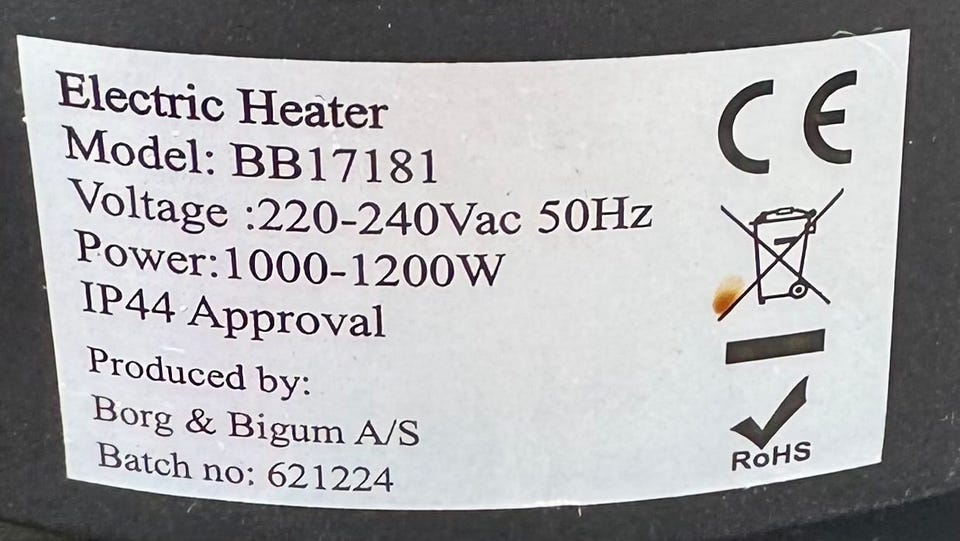 Electric Heater
Model: BB17181
Voltage :220-240Vac 50Hz
Power:1000-1200W
IP44 Approval
Produced by:
Borg & Bigum A/S
Batch no: 621224
CE
RoHS